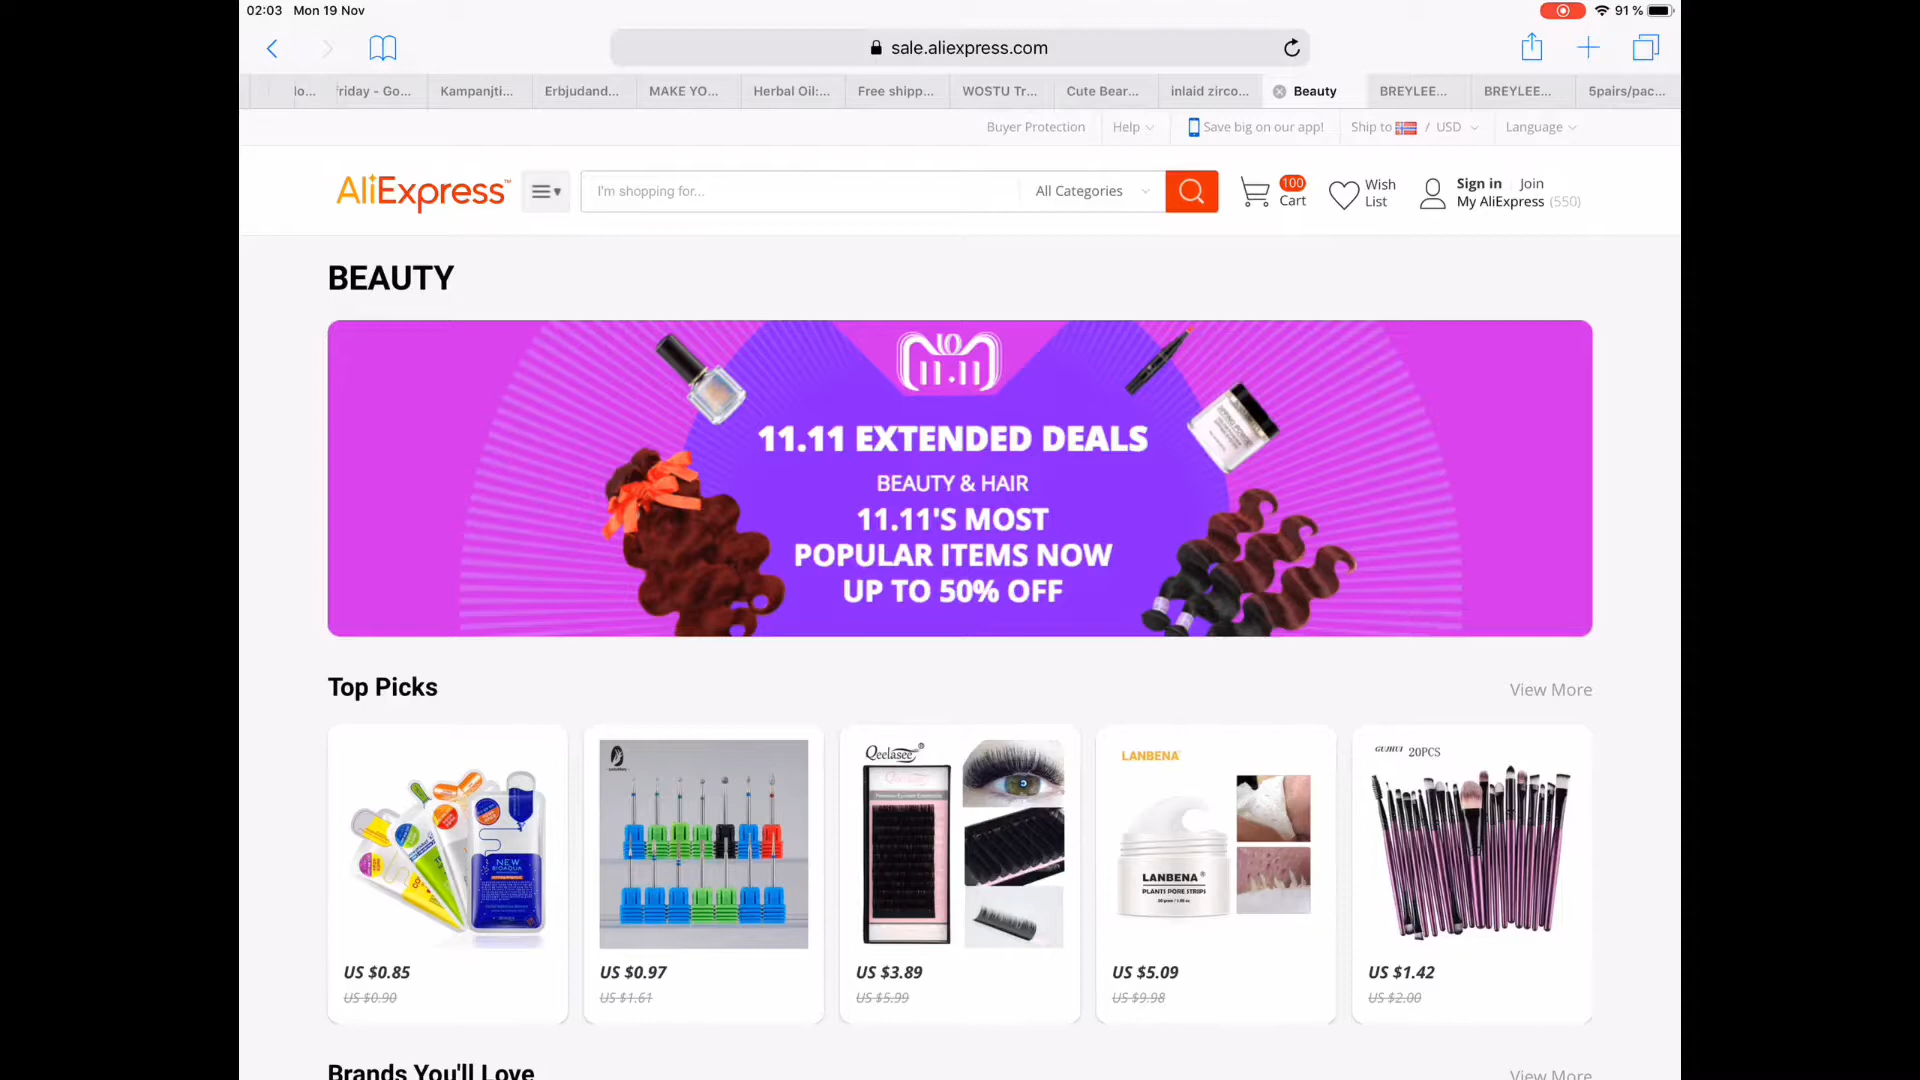 02:03 Mon 19 Nov
91 %
sale.aliexpress.com
lo...
riday - Go...
Kampanjti...
Erbjudand...
MAKE YO...
Herbal Oil:...
Free shipp...
WOSTU Tr...
Cute Bear...
inlaid zirco...
Beauty
BREYLEE...
BREYLEE...
5pairs/pac...
Buyer Protection
Help
Save big on our app!
Ship to / USD
Language
AliExpress™
I'm shopping for...
All Categories
100
Cart
Wish
List
Sign in Join
My AliExpress (550)
BEAUTY
11.11
11.11 EXTENDED DEALS
BEAUTY & HAIR
11.11'S MOST
POPULAR ITEMS NOW
UP TO 50% OFF
Top Picks
View More
NEW
BIOAQUA
Qeelasee®
LANBENA
LANBENA®
PLANTS PORE STRIPS
GUJHUI 20PCS
US $0.85
US $0.90
US $0.97
US $1.61
US $3.89
US $5.99
US $5.09
US $9.98
US $1.42
US $2.00
Brands You'll Love
View More